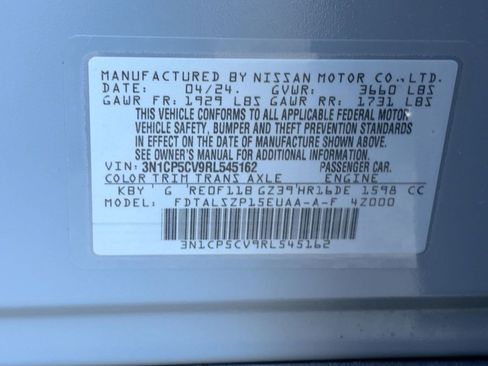 MANUFACTURED BY NISSAN MOTOR CO.,LTD.
DATE: 04/24. GVWR: 3660 LBS
GAWR FR: 1929 LBS GAWR RR: 1731 LBS
THIS VEHICLE CONFORMS TO ALL APPLICABLE FEDERAL MOTOR
VEHICLE SAFETY, BUMPER AND THEFT PREVENTION STANDARDS
IN EFFECT ON THE DATE OF MANUFACTURE SHOWN ABOVE.
SEE OWNER'S MANUAL FOR ADDITIONAL INFORMATION.
VIN: 3N1CP5CV9RL545162 PASSENGER CAR.
COLOR TRIM TRANS AXLE ENGINE
KBY G RE0F11B GZ39 HR16DE 1598 CC
MODEL: FDTALSZP15EUAA-A-F 4Z000
3N1CP5CV9RL545162